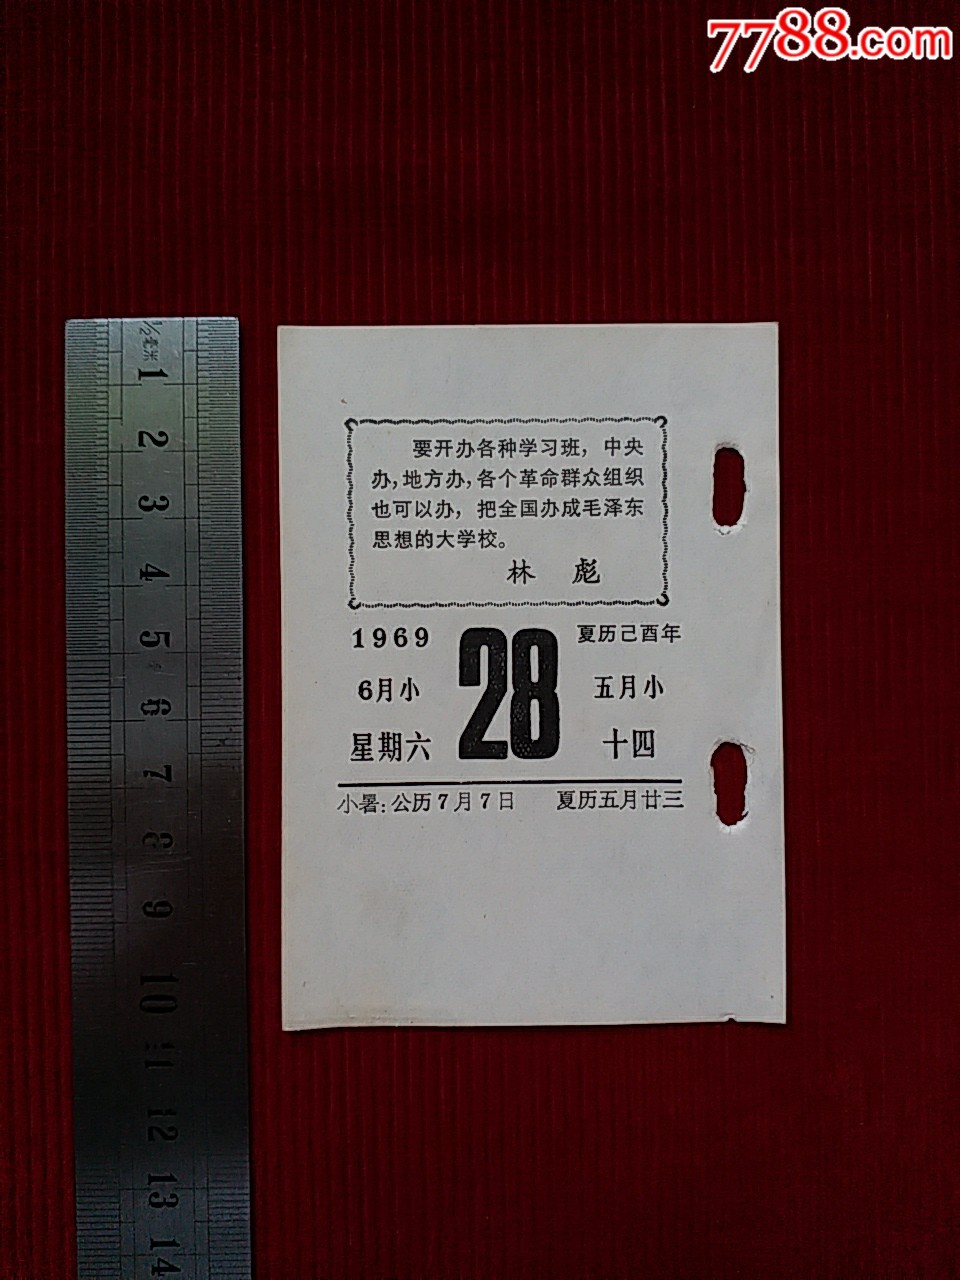 7788.com
要开办各种学习班，中央
办，地方办，各个革命群众组织
也可以办，把全国办成毛泽东
思想的大学校。
林 彪
1969
28
夏历己酉年
6月小
五月小
星期六
十四
小暑：公历7月7日 夏历五月廿三
½毫米
1
2
3
4
5
6
7
8
9
10
11
12
13
14